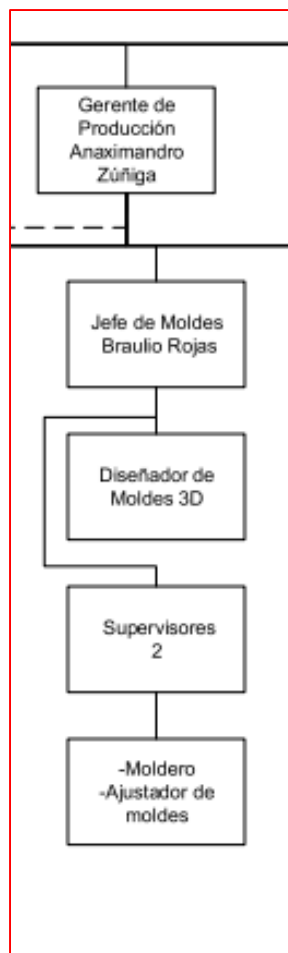 Gerente de
Producción
Anaximandro
Zúñiga
Jefe de Moldes
Braulio Rojas
Diseñador de
Moldes 3D
Supervisores
2
-Moldero
-Ajustador de
moldes